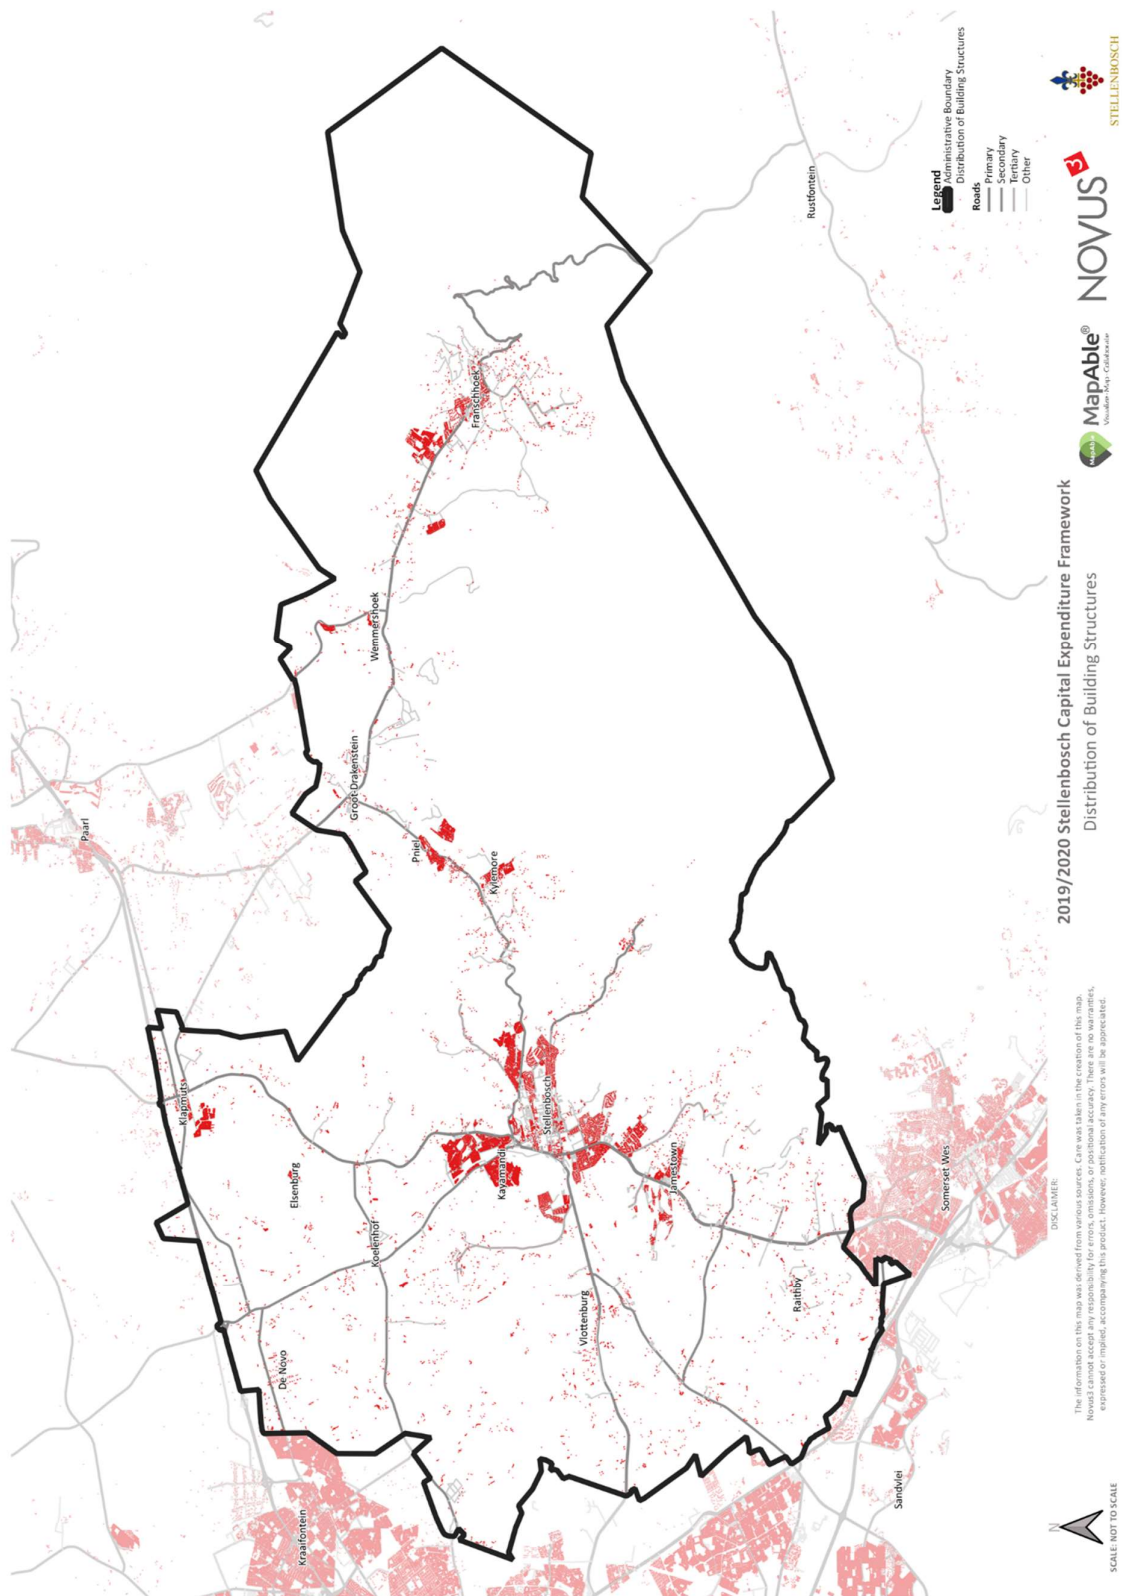 Paarl
Klapmuts
Groot-Drakenstein
Wemmershoek
Franschhoek
Pniel
Kylemore
Elsenburg
De Novo
Koelenhof
Kayamandi
Stellenbosch
Vlottenburg
Jamestown
Raithby
Kraaifontein
Sandvlei
Somerset Wes
Rustfontein
Legend
Administrative Boundary
Distribution of Building Structures
Roads
Primary
Secondary
Tertiary
Other
N
SCALE: NOT TO SCALE
DISCLAIMER:
The information on this map was derived from various sources. Care was taken in the creation of this map.
Novus3 cannot accept any responsibility for errors, omissions, or positional accuracy. There are no warranties,
expressed or implied, accompanying this product. However, notification of any errors will be appreciated.
2019/2020 Stellenbosch Capital Expenditure Framework
Distribution of Building Structures
MapAble
MapAble®
Visualise·Map·Collaborate
NOVUS3
STELLENBOSCH